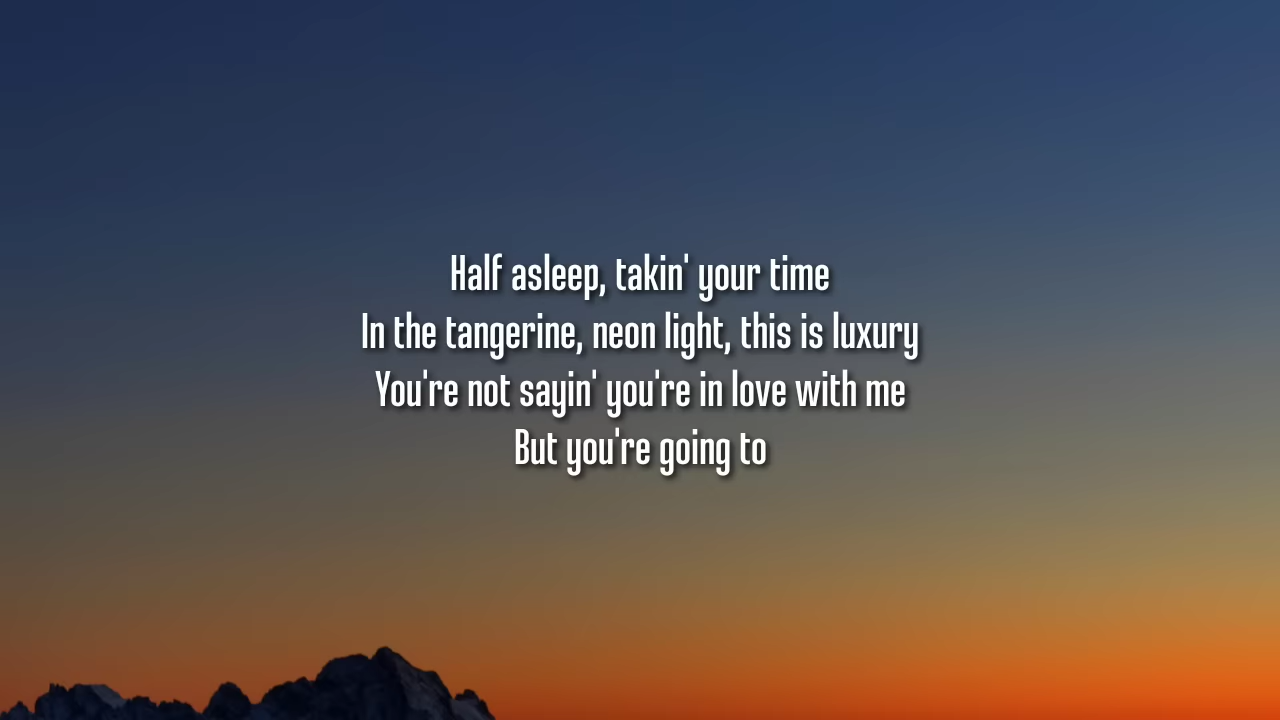 Half asleep, takin' your time
In the tangerine, neon light, this is luxury
You're not sayin' you're in love with me
But you're going to